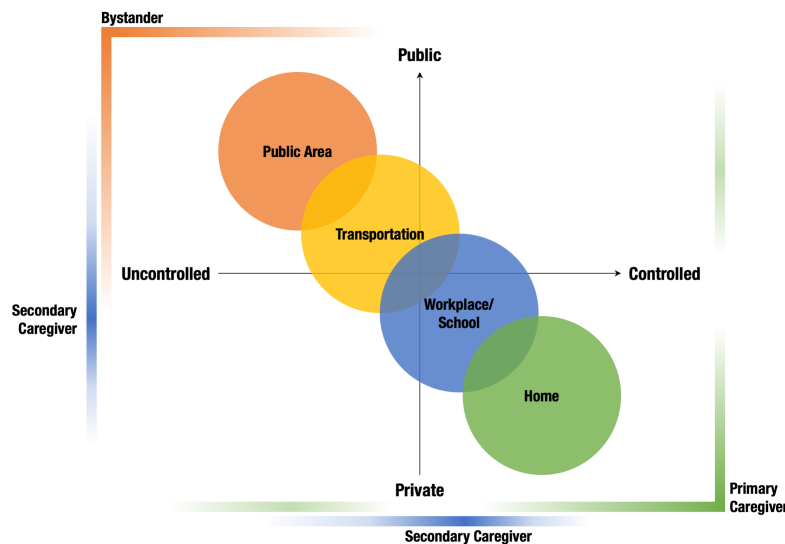 Bystander
Public
Public Area
Transportation
Uncontrolled
Controlled
Secondary
Caregiver
Workplace/
School
Home
Private
Primary
Caregiver
Secondary Caregiver